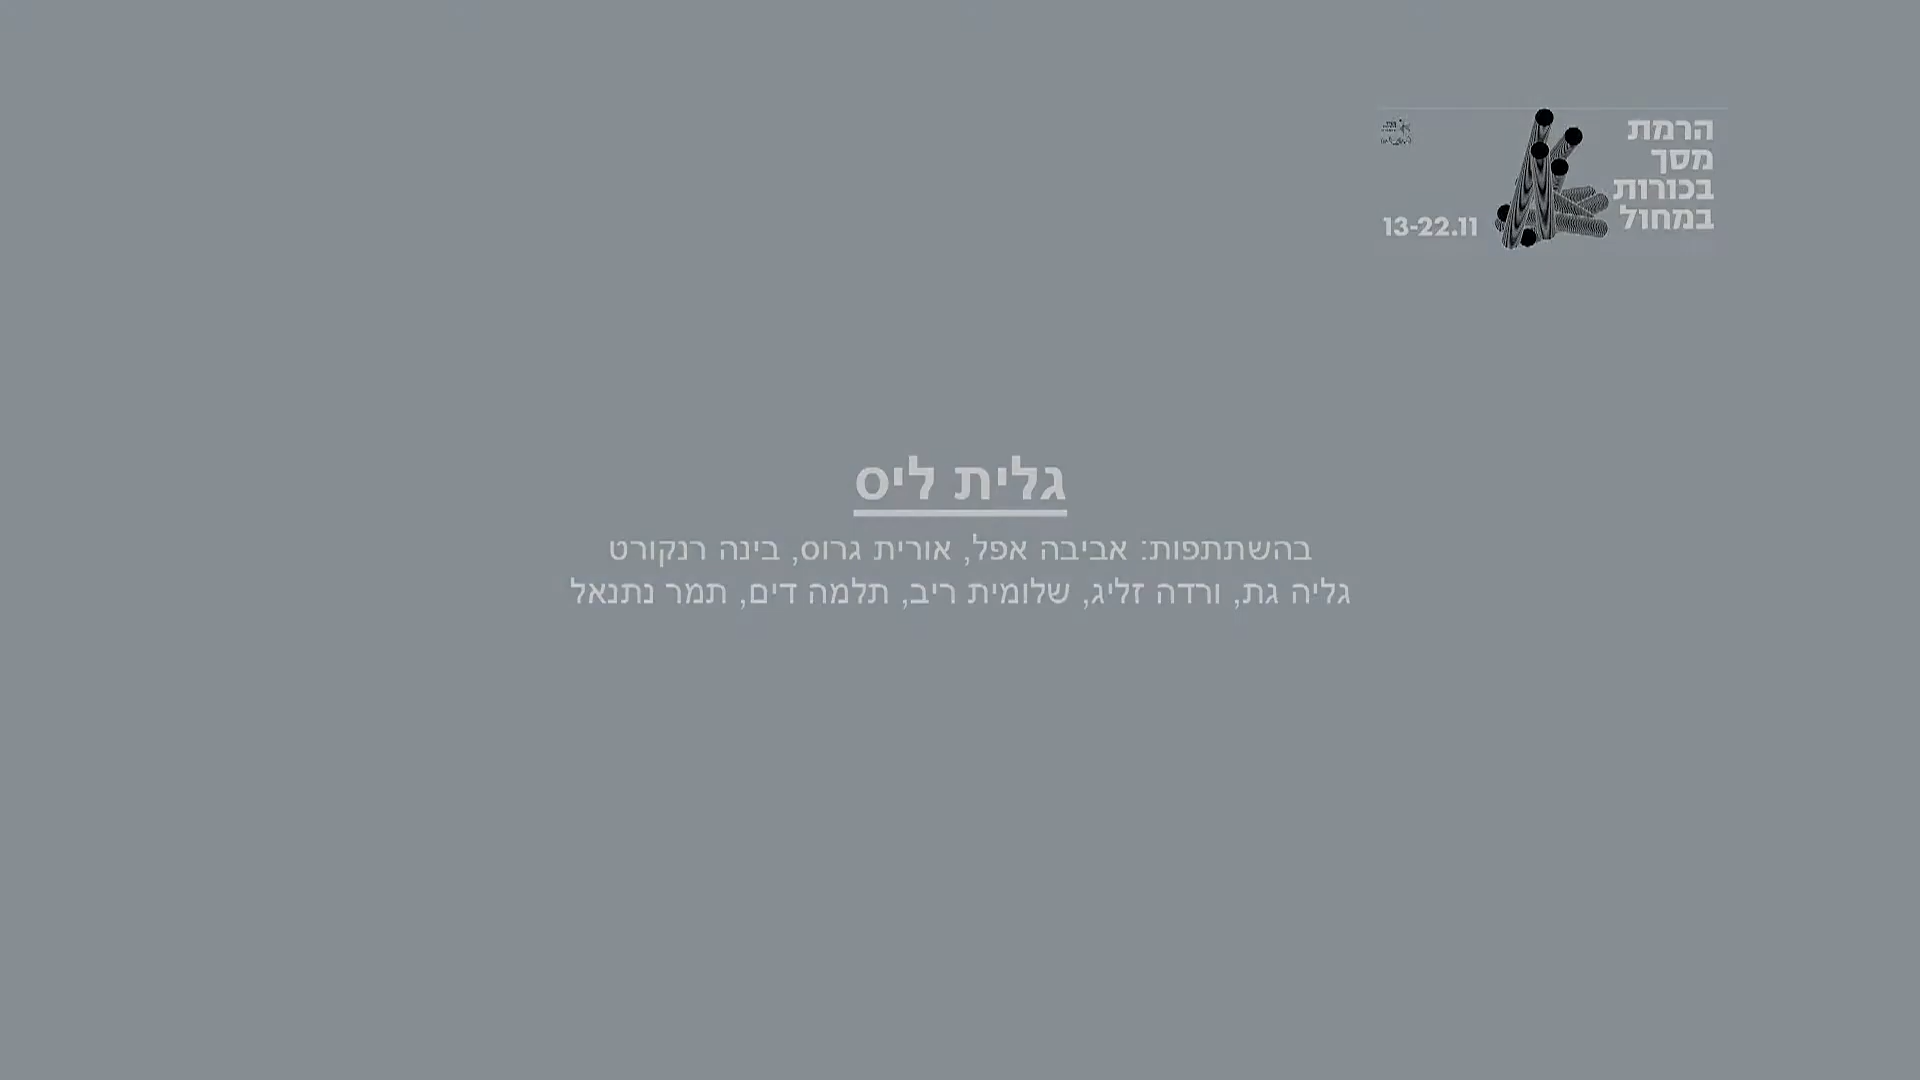 הרמת
מסך
בכורות
במחול
13-22.11
גלית ליס
בהשתתפות: אביבה אפל, אורית גרוס, בינה רנקורט
גליה גת, ורדה זליג, שלומית ריב, תלמה דים, תמר נתנאל